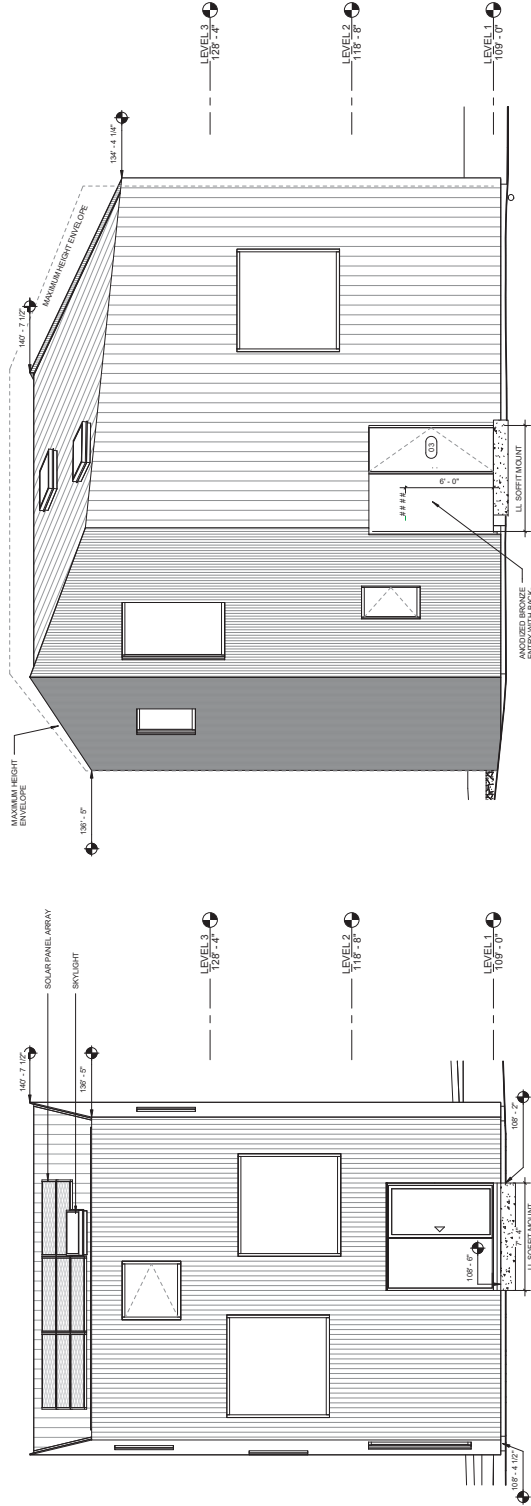 LEVEL 3
128' - 4"
LEVEL 2
118' - 8"
LEVEL 1
109' - 0"
134' - 4 1/4"
MAXIMUM HEIGHT ENVELOPE
140' - 7 1/2"
03
6' - 0"
####
LL SOFFIT MOUNT
ANODIZED BRONZE
MAXIMUM HEIGHT
ENVELOPE
136' - 5"
LEVEL 3
128' - 4"
LEVEL 2
118' - 8"
LEVEL 1
109' - 0"
SOLAR PANEL ARRAY
SKYLIGHT
140' - 7 1/2"
136' - 5"
108' - 2"
108' - 6"
7' - 4"
LL SOFFIT MOUNT
108' - 4 1/2"